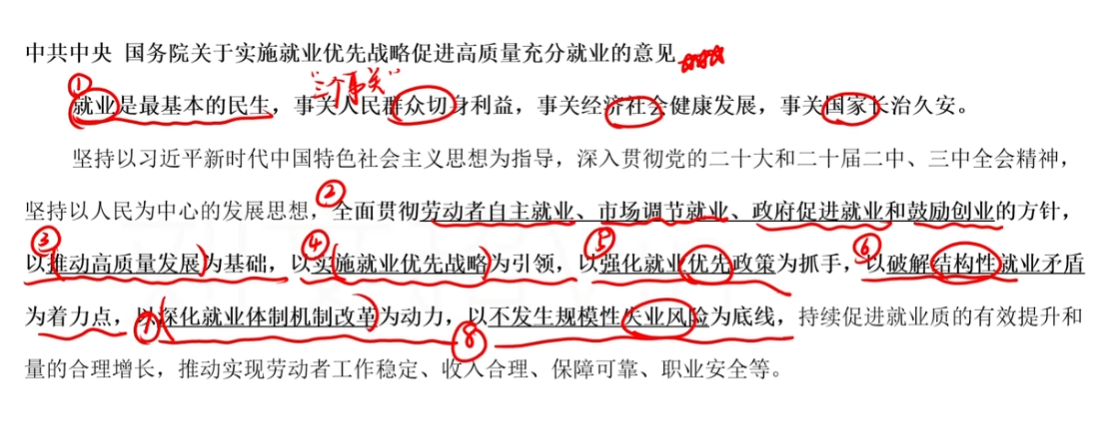 中共中央 国务院关于实施就业优先战略促进高质量充分就业的意见
① “三个事关”
就业是最基本的民生，事关人民群众切身利益，事关经济社会健康发展，事关国家长治久安。
坚持以习近平新时代中国特色社会主义思想为指导，深入贯彻党的二十大和二十届二中、三中全会精神，
②
坚持以人民为中心的发展思想，全面贯彻劳动者自主就业、市场调节就业、政府促进就业和鼓励创业的方针，
③ ④ ⑤ ⑥
以推动高质量发展为基础，以实施就业优先战略为引领，以强化就业优先政策为抓手，以破解结构性就业矛盾
为着力点，以深化就业体制机制改革为动力，以不发生规模性失业风险为底线，持续促进就业质的有效提升和
⑦ ⑧
量的合理增长，推动实现劳动者工作稳定、收入合理、保障可靠、职业安全等。